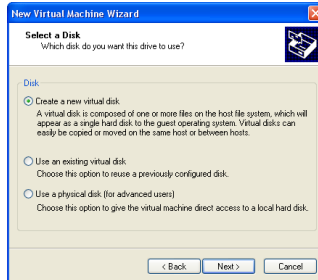 New Virtual Machine Wizard
Select a Disk
Which disk do you want this drive to use?
Disk
Create a new virtual disk
A virtual disk is composed of one or more files on the host file system, which will
appear as a single hard disk to the guest operating system. Virtual disks can
easily be copied or moved on the same host or between hosts.
Use an existing virtual disk
Choose this option to reuse a previously configured disk.
Use a physical disk (for advanced users)
Choose this option to give the virtual machine direct access to a local hard disk.
< Back Next > Cancel